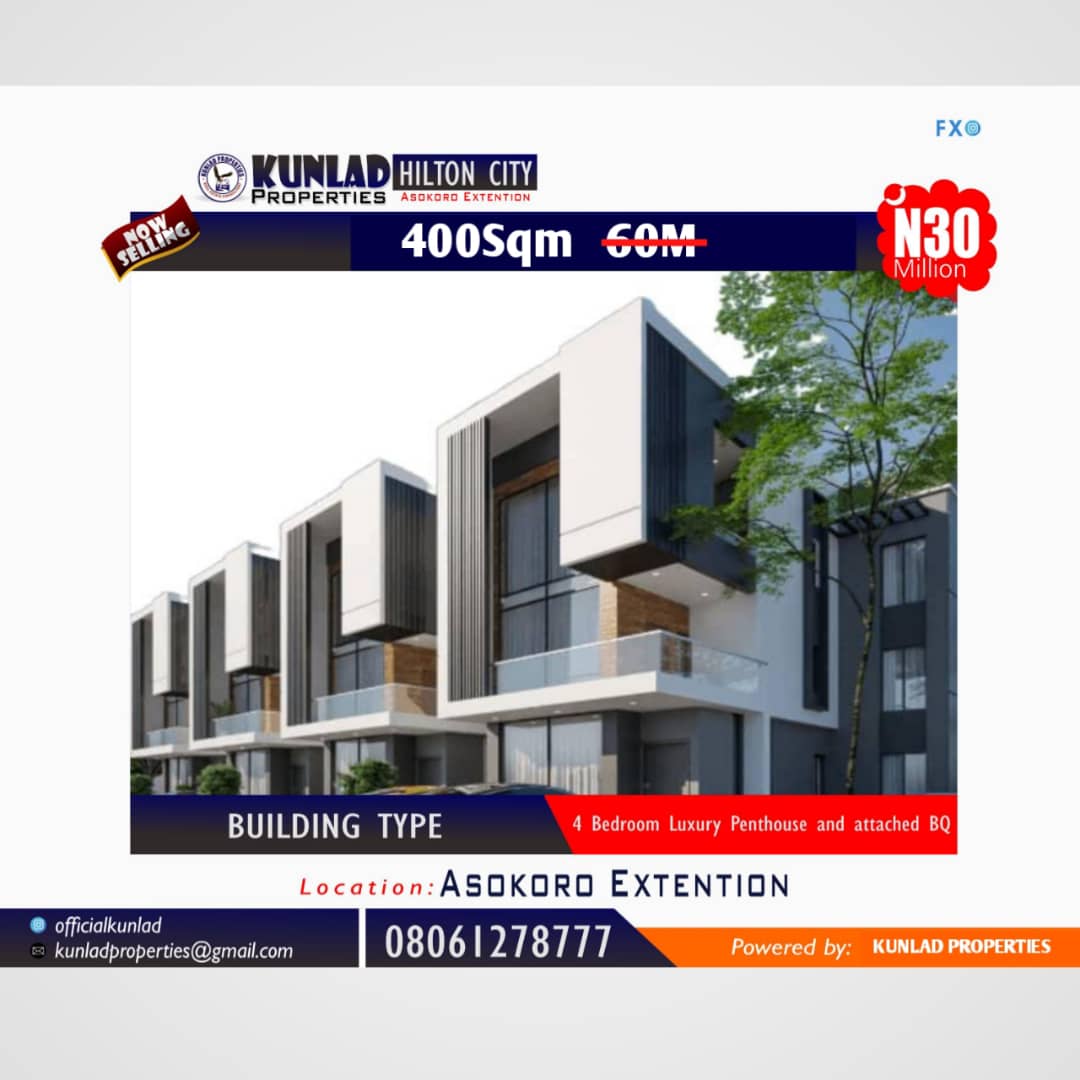 FX
KUNLAD
PROPERTIES
HILTON CITY
ASOKORO EXTENTION
NOW
SELLING
400Sqm 60M
N30
Million
BUILDING TYPE
4 Bedroom Luxury Penthouse and attached BQ
Location: ASOKORO EXTENTION
officialkunlad
kunladproperties@gmail.com
08061278777
Powered by: KUNLAD PROPERTIES